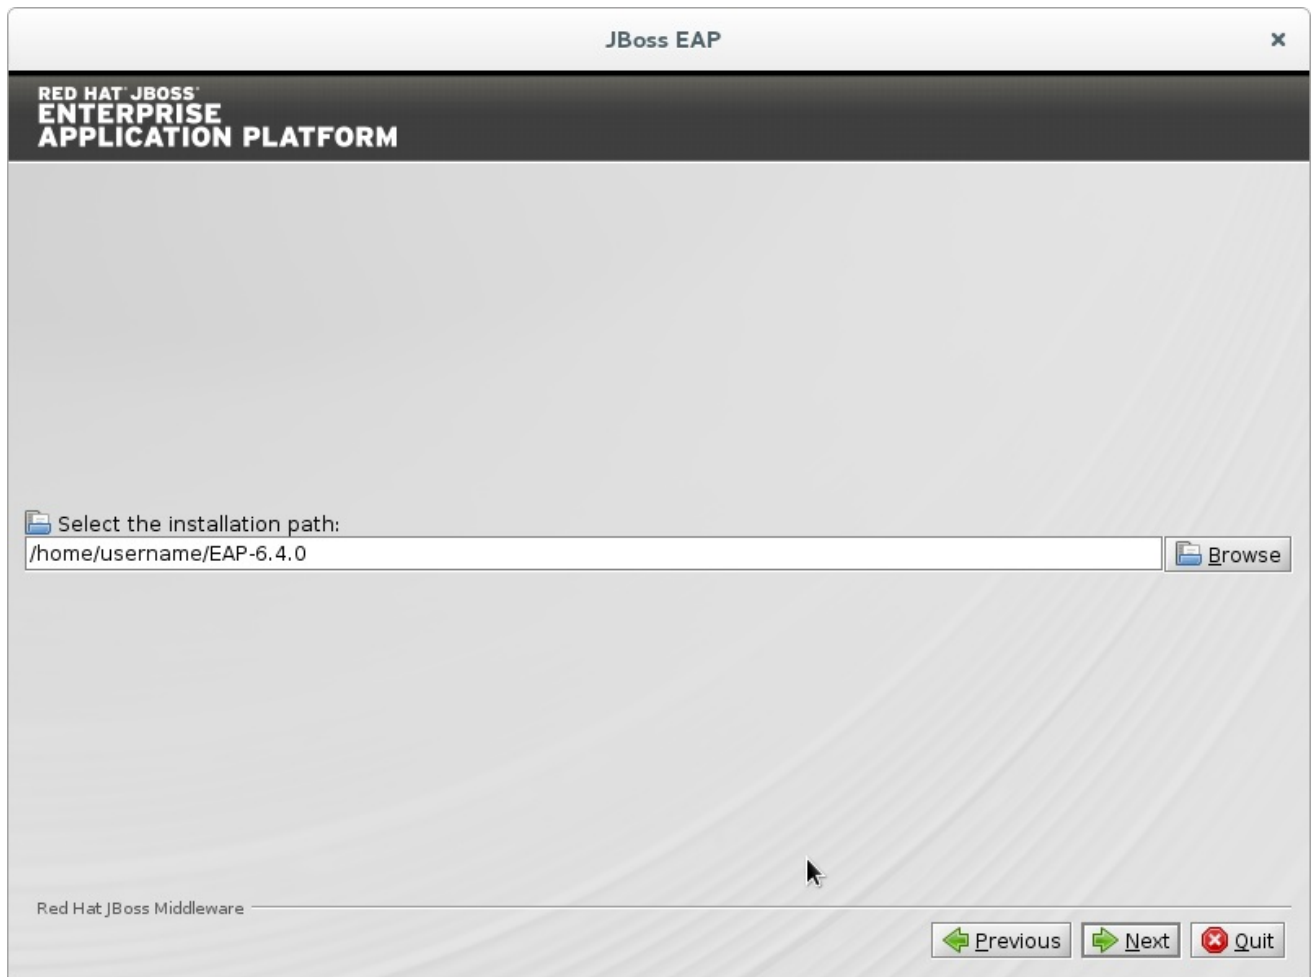 JBoss EAP
RED HAT JBOSS
ENTERPRISE
APPLICATION PLATFORM
Select the installation path:
/home/username/EAP-6.4.0
Browse
Red Hat JBoss Middleware
Previous Next Quit